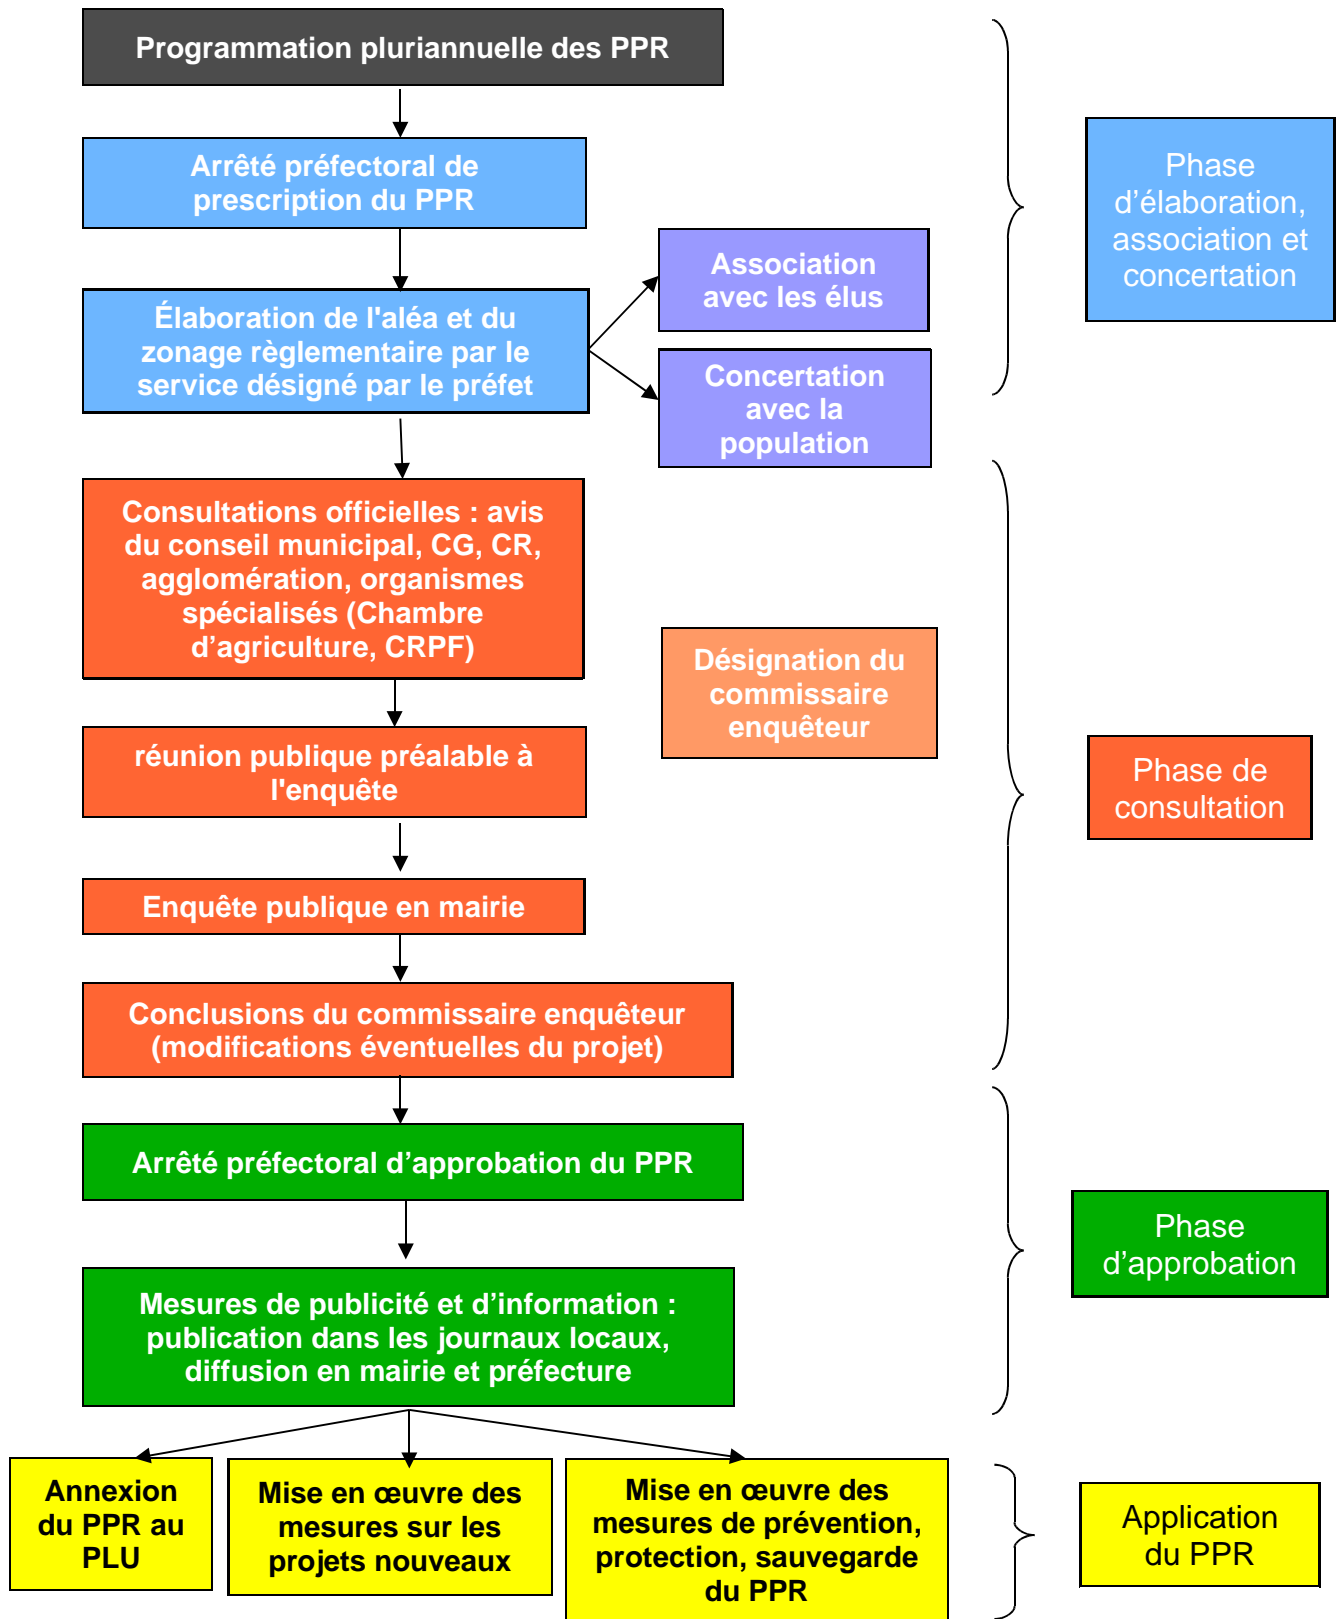 Programmation pluriannuelle des PPR
Arrêté préfectoral de
prescription du PPR
Phase
d'élaboration,
association et
concertation
Association
avec les élus
Élaboration de l'aléa et du
zonage règlementaire par le
service désigné par le préfet
Concertation
avec la
population
Consultations officielles : avis
du conseil municipal, CG, CR,
agglomération, organismes
spécialisés (Chambre
d'agriculture, CRPF)
Désignation du
commissaire
enquêteur
réunion publique préalable à
l'enquête
Phase de
consultation
Enquête publique en mairie
Conclusions du commissaire enquêteur
(modifications éventuelles du projet)
Arrêté préfectoral d'approbation du PPR
Phase
d'approbation
Mesures de publicité et d'information :
publication dans les journaux locaux,
diffusion en mairie et préfecture
Annexion
du PPR au
PLU
Mise en œuvre des
mesures sur les
projets nouveaux
Mise en œuvre des
mesures de prévention,
protection, sauvegarde
du PPR
Application
du PPR